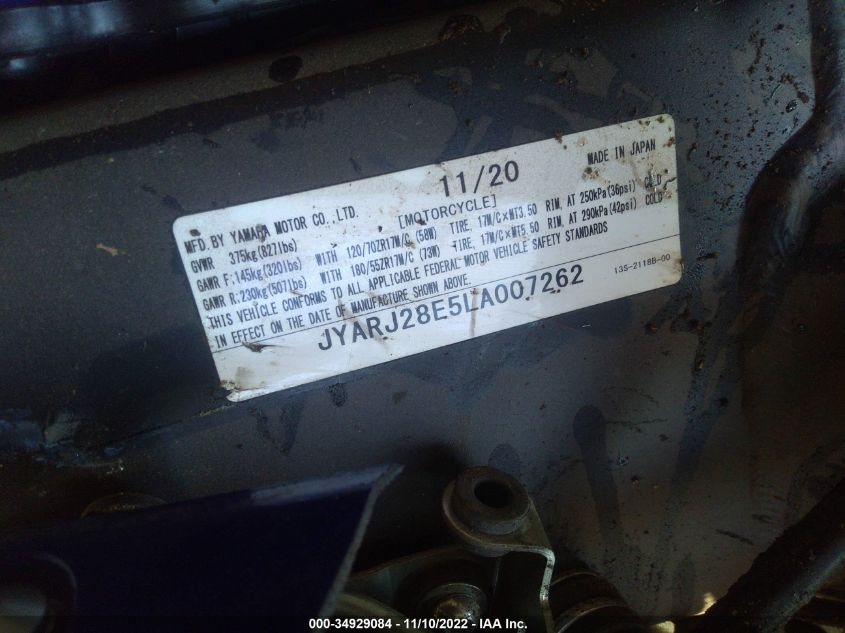 11/20
MADE IN JAPAN
MFD. BY YAMAHA MOTOR CO., LTD.
[MOTORCYCLE]
GVWR 375kg(827lbs)
GAWR F:145kg(320lbs) WITH 120/70ZR17M/C (58W) TIRE, 17M/C×MT3.50 RIM, AT 250kPa(36psi) COLD
GAWR R:230kg(507lbs) WITH 180/55ZR17M/C (73W) TIRE, 17M/C×MT5.50 RIM, AT 290kPa(42psi) COLD
THIS VEHICLE CONFORMS TO ALL APPLICABLE FEDERAL MOTOR VEHICLE SAFETY STANDARDS
IN EFFECT ON THE DATE OF MANUFACTURE SHOWN ABOVE.
13S-2118B-00
JYARJ28E5LA007262
000-34929084 - 11/10/2022 - IAA Inc.